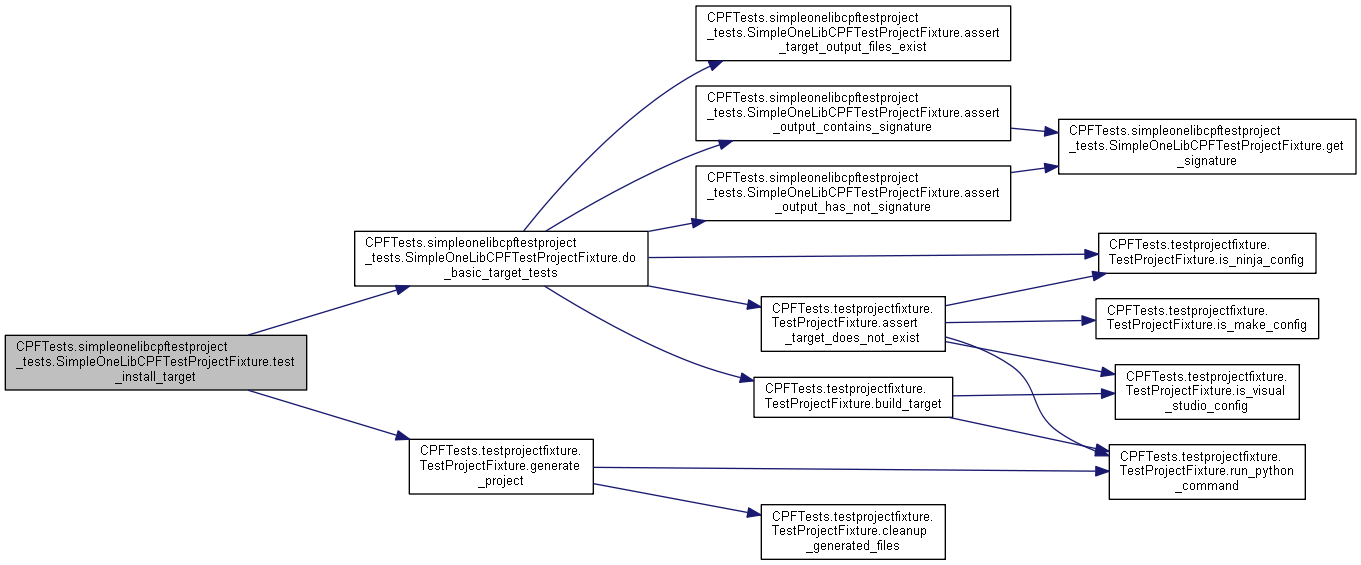 CPFTests.simpleonelibcpftestproject
_tests.SimpleOneLibCPFTestProjectFixture.assert
_target_output_files_exist
CPFTests.simpleonelibcpftestproject
_tests.SimpleOneLibCPFTestProjectFixture.assert
_output_contains_signature
CPFTests.simpleonelibcpftestproject
_tests.SimpleOneLibCPFTestProjectFixture.get
_signature
CPFTests.simpleonelibcpftestproject
_tests.SimpleOneLibCPFTestProjectFixture.assert
_output_has_not_signature
CPFTests.simpleonelibcpftestproject
_tests.SimpleOneLibCPFTestProjectFixture.do
_basic_target_tests
CPFTests.testprojectfixture.
TestProjectFixture.is_ninja_config
CPFTests.testprojectfixture.
TestProjectFixture.assert
_target_does_not_exist
CPFTests.testprojectfixture.
TestProjectFixture.is_make_config
CPFTests.simpleonelibcpftestproject
_tests.SimpleOneLibCPFTestProjectFixture.test
_install_target
CPFTests.testprojectfixture.
TestProjectFixture.is_visual
_studio_config
CPFTests.testprojectfixture.
TestProjectFixture.build_target
CPFTests.testprojectfixture.
TestProjectFixture.generate
_project
CPFTests.testprojectfixture.
TestProjectFixture.run_python
_command
CPFTests.testprojectfixture.
TestProjectFixture.cleanup
_generated_files